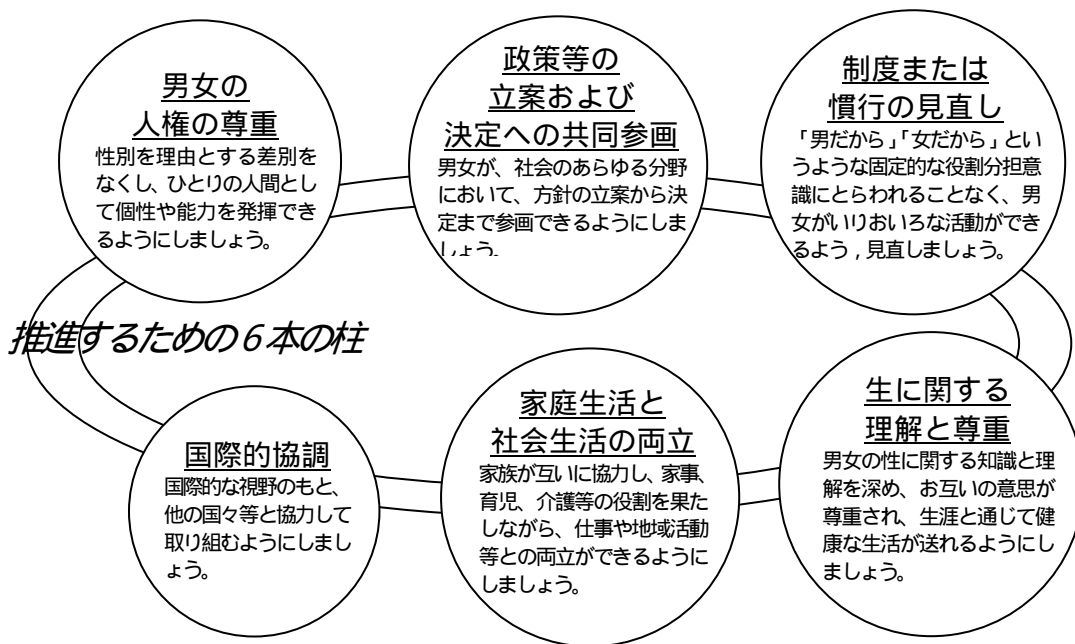 男女の
人権の尊重
性別を理由とする差別を
なくし、ひとりの人間とし
て個性や能力を発揮でき
るようにしましょう。
政策等の
立案および
決定への共同参画
男女が、社会のあらゆる分野
において、方針の立案から決
定まで参画できるようにしま
しょう。
制度または
慣行の見直し
「男だから」「女だから」とい
うような固定的な役割分担意
識にとらわれることなく、男
女がいりおいろな活動ができ
るよう，見直しましょう。
推進するための６本の柱
国際的協調
国際的な視野のもと、
他の国々等と協力して
取り組むようにしまし
ょう。
家庭生活と
社会生活の両立
家族が互いに協力し、家事、
育児、介護等の役割を果た
しながら、仕事や地域活動
等との両立ができるように
しましょう。
生に関する
理解と尊重
男女の性に関する知識と理
解を深め、お互いの意思が
尊重され、生涯と通じて健
康な生活が送れるようにし
ましょう。